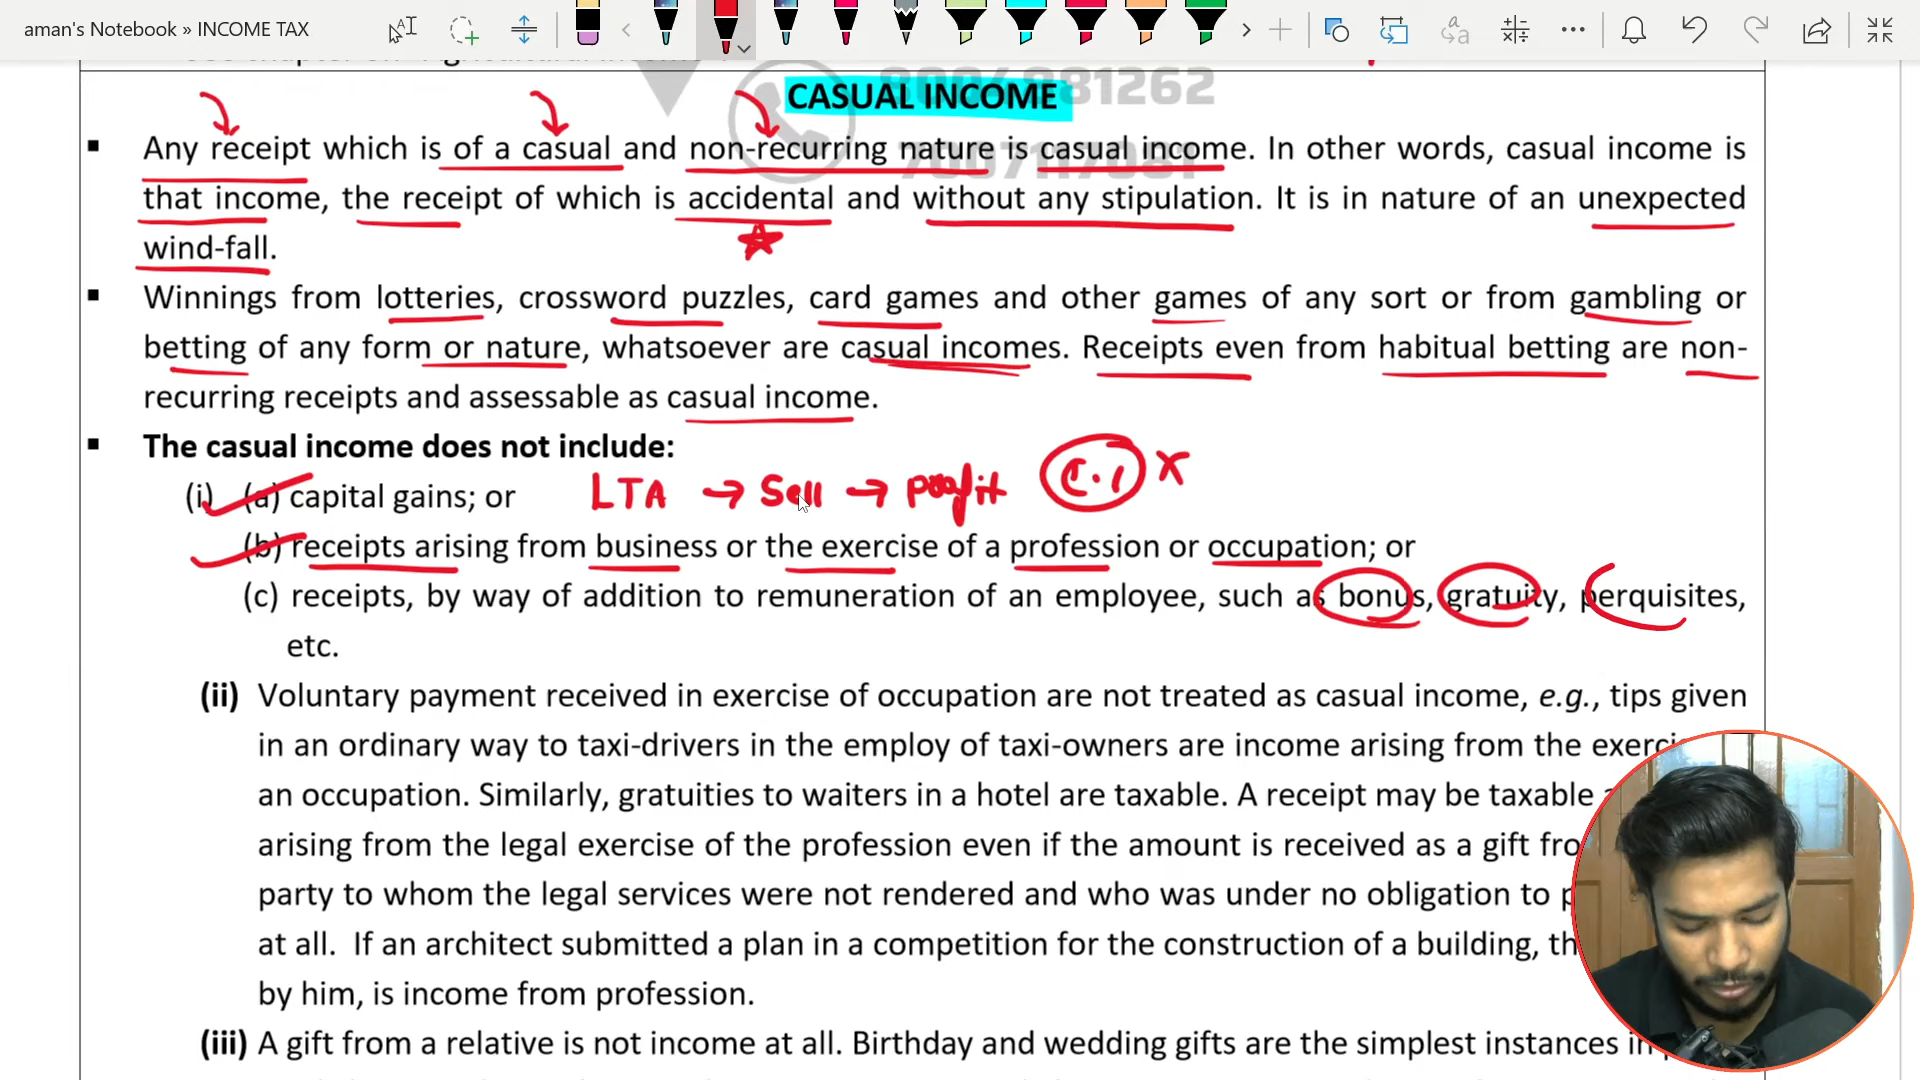 aman's Notebook » INCOME TAX
CASUAL INCOME
8004981262
7007117081
▪ Any receipt which is of a casual and non-recurring nature is casual income. In other words, casual income is
that income, the receipt of which is accidental and without any stipulation. It is in nature of an unexpected
wind-fall.
▪ Winnings from lotteries, crossword puzzles, card games and other games of any sort or from gambling or
betting of any form or nature, whatsoever are casual incomes. Receipts even from habitual betting are non-
recurring receipts and assessable as casual income.
▪ The casual income does not include:
(i) (a) capital gains; or LTA → Sell → profit C.I X
(b) receipts arising from business or the exercise of a profession or occupation; or
(c) receipts, by way of addition to remuneration of an employee, such as bonus, gratuity, perquisites,
etc.
(ii) Voluntary payment received in exercise of occupation are not treated as casual income, e.g., tips given
in an ordinary way to taxi-drivers in the employ of taxi-owners are income arising from the
an occupation. Similarly, gratuities to waiters in a hotel are taxable. A receipt may be taxable
arising from the legal exercise of the profession even if the amount is received as a gift
party to whom the legal services were not rendered and who was under no obligation to
at all. If an architect submitted a plan in a competition for the construction of a building,
by him, is income from profession.
(iii) A gift from a relative is not income at all. Birthday and wedding gifts are the simplest instances